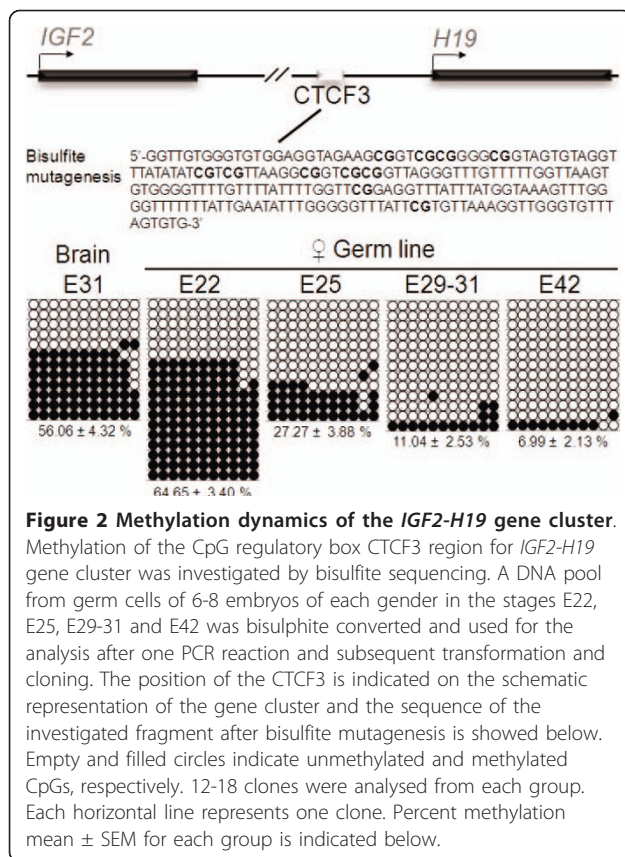 IGF2
H19
//
CTCF3
Bisulfite
mutagenesis
5'-GGTTGTGGGTGTGGAGGTAGAAGCGGTCGCGGGGCGGTAGTGTAGGT
TTATATATCGTCGTTAAGGCGGTCGCGGTTAGGGTTTGTTTTTGGTTAAGT
GTGGGGTTTTGTTTTATTTTGGTTCGGAGGTTTATTTATGGTAAAGTTTGG
GGTTTTTTTATTGAATATTTGGGGGTTTATTCGTGTTAAAGGTTGGGTGTTT
AGTGTG-3'
Brain
♀ Germ line
E31
E22
E25
E29-31
E42
56.06 ± 4.32 %
64.65 ± 3.40 %
27.27 ± 3.88 %
11.04 ± 2.53 %
6.99 ± 2.13 %
Figure 2 Methylation dynamics of the IGF2-H19 gene cluster.
Methylation of the CpG regulatory box CTCF3 region for IGF2-H19
gene cluster was investigated by bisulfite sequencing. A DNA pool
from germ cells of 6-8 embryos of each gender in the stages E22,
E25, E29-31 and E42 was bisulphite converted and used for the
analysis after one PCR reaction and subsequent transformation and
cloning. The position of the CTCF3 is indicated on the schematic
representation of the gene cluster and the sequence of the
investigated fragment after bisulfite mutagenesis is showed below.
Empty and filled circles indicate unmethylated and methylated
CpGs, respectively. 12-18 clones were analysed from each group.
Each horizontal line represents one clone. Percent methylation
mean ± SEM for each group is indicated below.